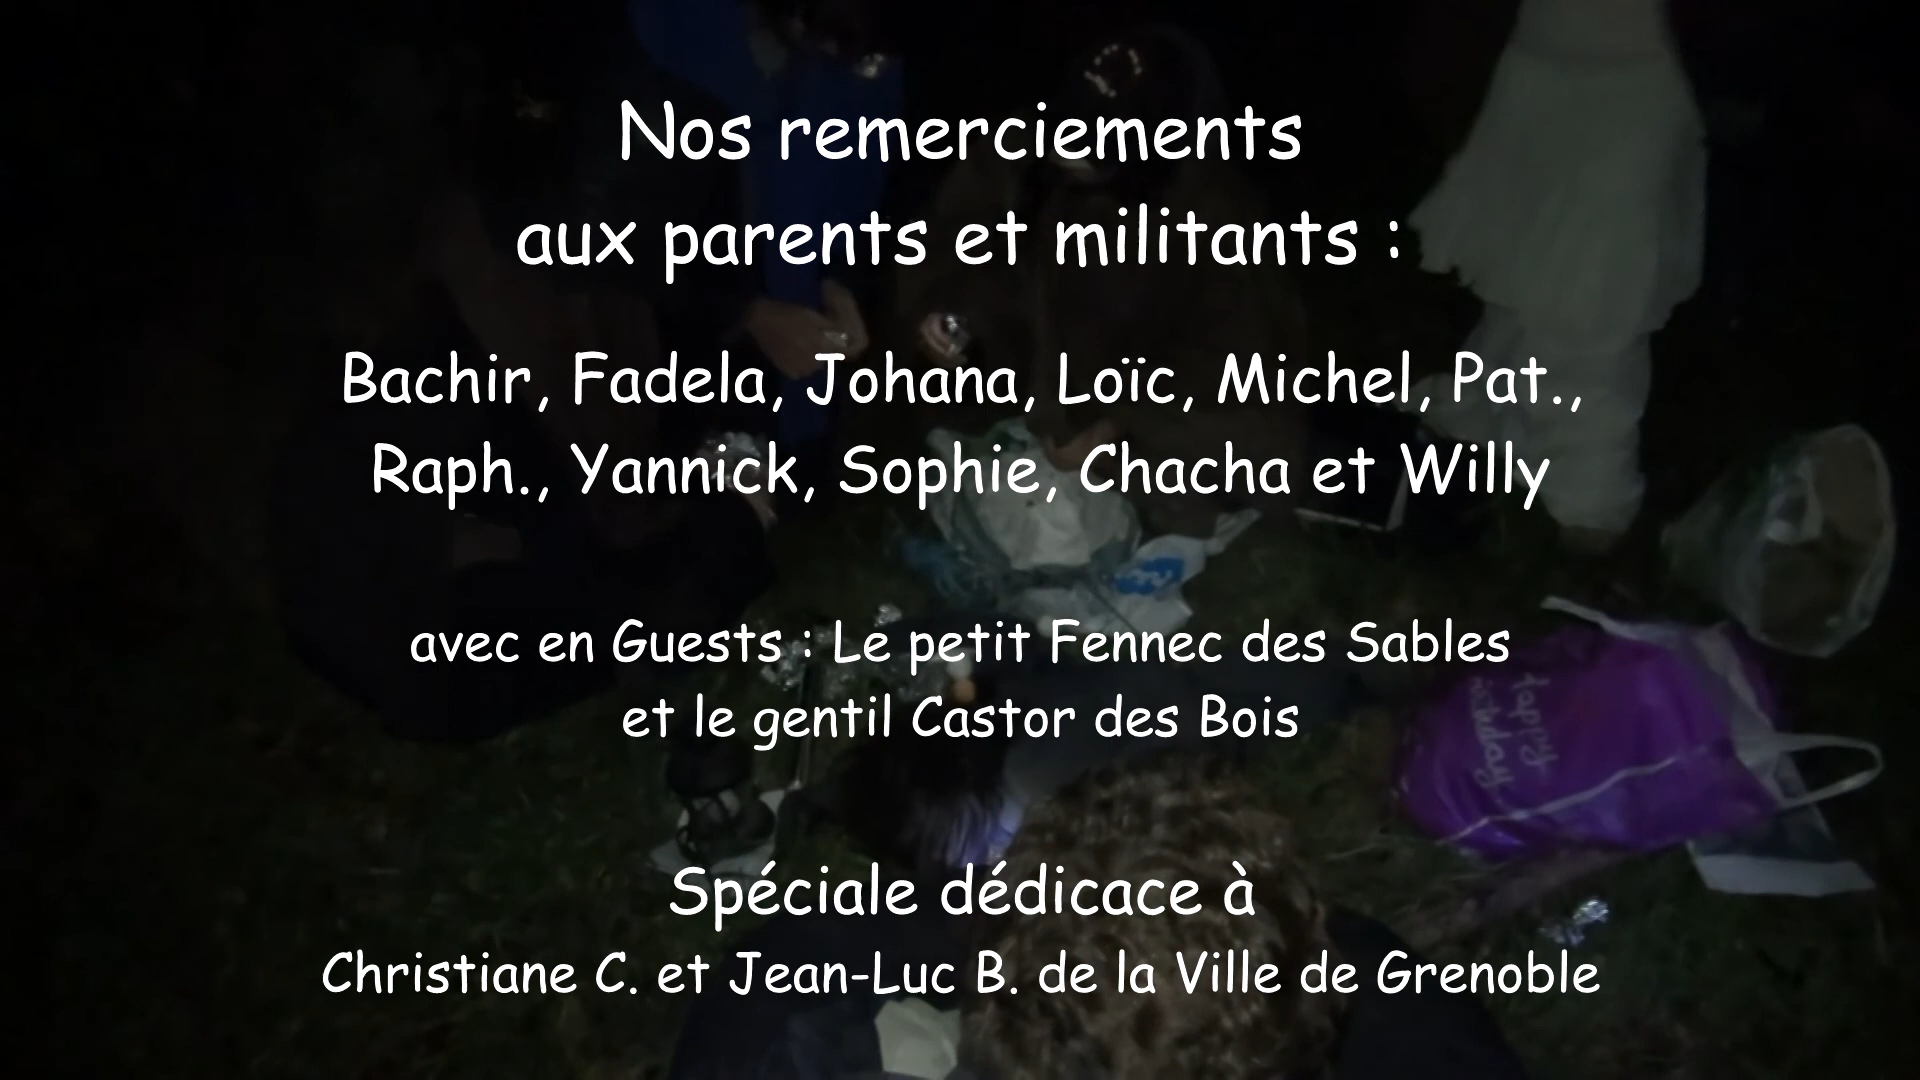 Nos remerciements
aux parents et militants :
Bachir, Fadela, Johana, Loïc, Michel, Pat.,
Raph., Yannick, Sophie, Chacha et Willy
avec en Guests : Le petit Fennec des Sables
et le gentil Castor des Bois
happy
birthday
Spéciale dédicace à
Christiane C. et Jean-Luc B. de la Ville de Grenoble